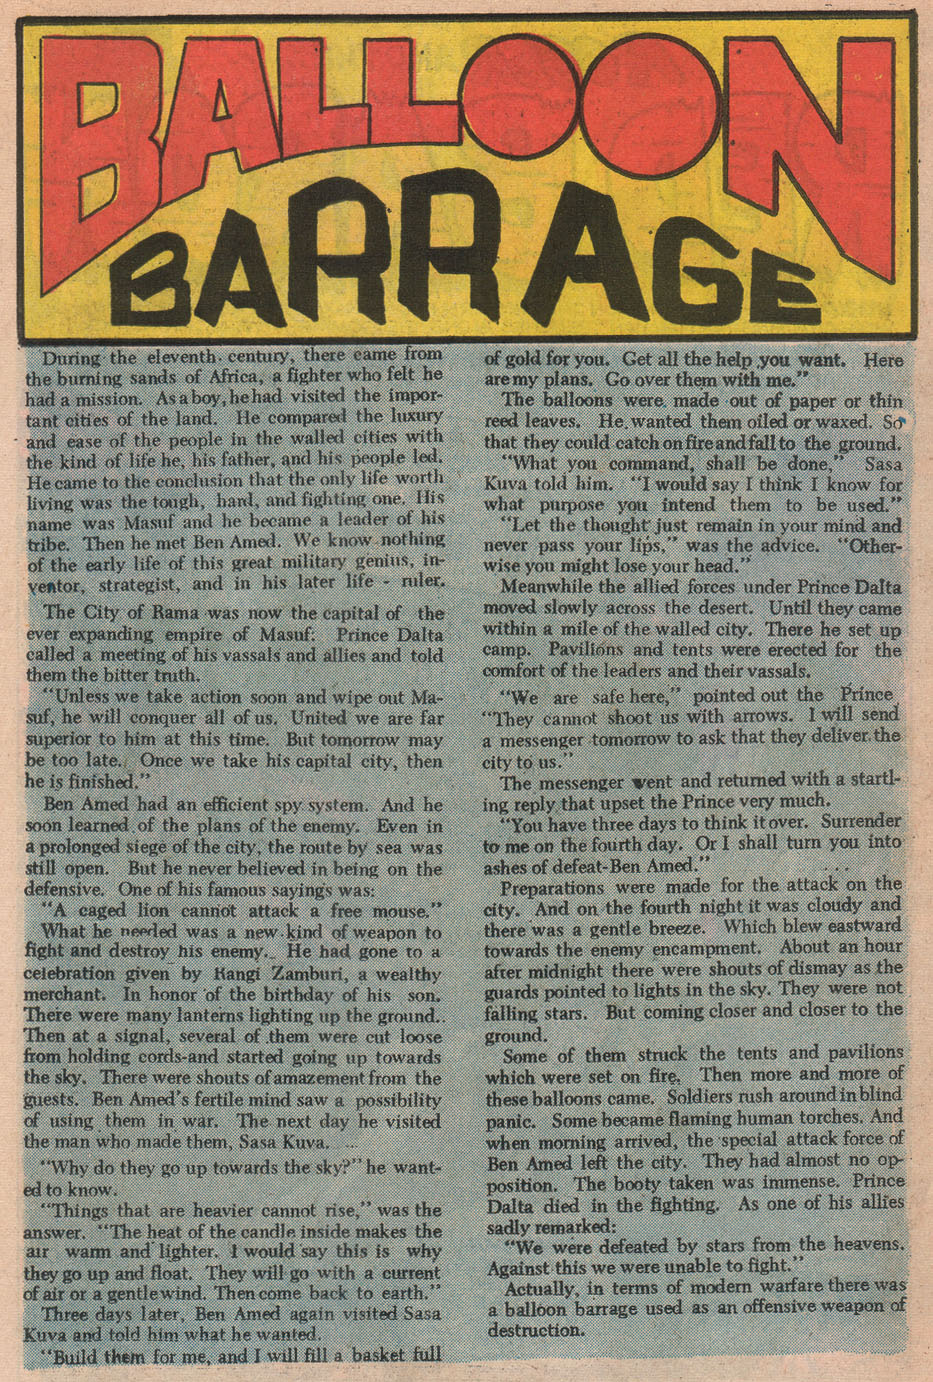 BALLOON
BARRAGE
During the eleventh century, there came from
the burning sands of Africa, a fighter who felt he
had a mission. As a boy, he had visited the impor-
tant cities of the land. He compared the luxury
and ease of the people in the walled cities with
the kind of life he, his father, and his people led.
He came to the conclusion that the only life worth
living was the tough, hard, and fighting one. His
name was Masuf and he became a leader of his
tribe. Then he met Ben Amed. We know nothing
of the early life of this great military genius, in-
ventor, strategist, and in his later life - ruler.
The City of Rama was now the capital of the
ever expanding empire of Masuf: Prince Dalta
called a meeting of his vassals and allies and told
them the bitter truth.
"Unless we take action soon and wipe out Ma-
suf, he will conquer all of us. United we are far
superior to him at this time. But tomorrow may
be too late. Once we take his capital city, then
he is finished."
Ben Amed had an efficient spy system. And he
soon learned of the plans of the enemy. Even in
a prolonged siege of the city, the route by sea was
still open. But he never believed in being on the
defensive. One of his famous sayings was:
"A caged lion cannot attack a free mouse."
What he needed was a new kind of weapon to
fight and destroy his enemy. He had gone to a
celebration given by Rangi Zamburi, a wealthy
merchant. In honor of the birthday of his son.
There were many lanterns lighting up the ground..
Then at a signal, several of them were cut loose
from holding cords-and started going up towards
the sky. There were shouts of amazement from the
guests. Ben Amed's fertile mind saw a possibility
of using them in war. The next day he visited
the man who made them, Sasa Kuva.
"Why do they go up towards the sky?" he want-
ed to know.
"Things that are heavier cannot rise," was the
answer. "The heat of the candle inside makes the
air warm and lighter. I would say this is why
they go up and float. They will go with a current
of air or a gentle wind. Then come back to earth."
Three days later, Ben Amed again visited Sasa
Kuva and told him what he wanted.
"Build them for me, and I will fill a basket full
of gold for you. Get all the help you want. Here
are my plans. Go over them with me."
The balloons were made out of paper or thin
reed leaves. He wanted them oiled or waxed. So
that they could catch on fire and fall to the ground.
"What you command, shall be done," Sasa
Kuva told him. "I would say I think I know for
what purpose you intend them to be used."
"Let the thought just remain in your mind and
never pass your lips," was the advice. "Other-
wise you might lose your head."
Meanwhile the allied forces under Prince Dalta
moved slowly across the desert. Until they came
within a mile of the walled city. There he set up
camp. Pavilions and tents were erected for the
comfort of the leaders and their vassals.
"We are safe here," pointed out the Prince
"They cannot shoot us with arrows. I will send
a messenger tomorrow to ask that they deliver the
city to us."
The messenger went and returned with a startl-
ing reply that upset the Prince very much.
"You have three days to think it over. Surrender
to me on the fourth day. Or I shall turn you into
ashes of defeat-Ben Amed."
Preparations were made for the attack on the
city. And on the fourth night it was cloudy and
there was a gentle breeze. Which blew eastward
towards the enemy encampment. About an hour
after midnight there were shouts of dismay as the
guards pointed to lights in the sky. They were not
falling stars. But coming closer and closer to the
ground.
Some of them struck the tents and pavilions
which were set on fire. Then more and more of
these balloons came. Soldiers rush around in blind
panic. Some became flaming human torches. And
when morning arrived, the special attack force of
Ben Amed left the city. They had almost no op-
position. The booty taken was immense. Prince
Dalta died in the fighting. As one of his allies
sadly remarked:
"We were defeated by stars from the heavens.
Against this we were unable to fight."
Actually, in terms of modern warfare there was
a balloon barrage used as an offensive weapon of
destruction.